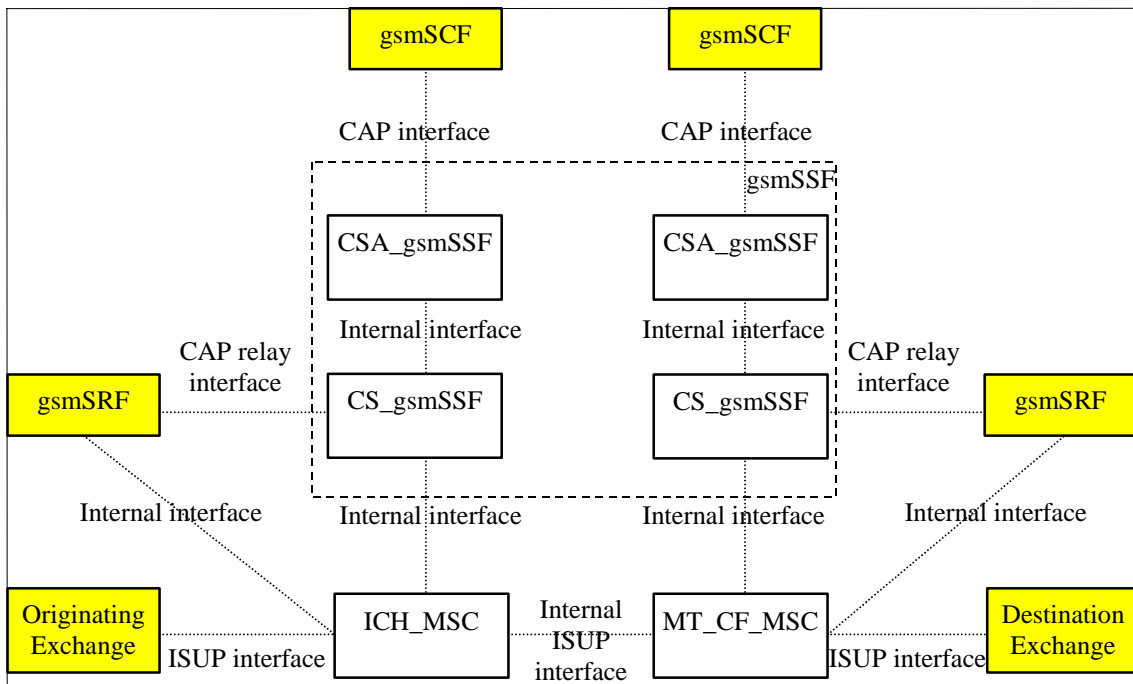 gsmSCF
gsmSCF
CAP interface
CAP interface
gsmSSF
CSA_gsmSSF
CSA_gsmSSF
Internal interface
Internal interface
CAP relay
interface
CAP relay
interface
gsmSRF
CS_gsmSSF
CS_gsmSSF
gsmSRF
Internal interface
Internal interface
Internal interface
Internal interface
Originating
Exchange
ICH_MSC
Internal
ISUP
interface
MT_CF_MSC
Destination
Exchange
ISUP interface
ISUP interface